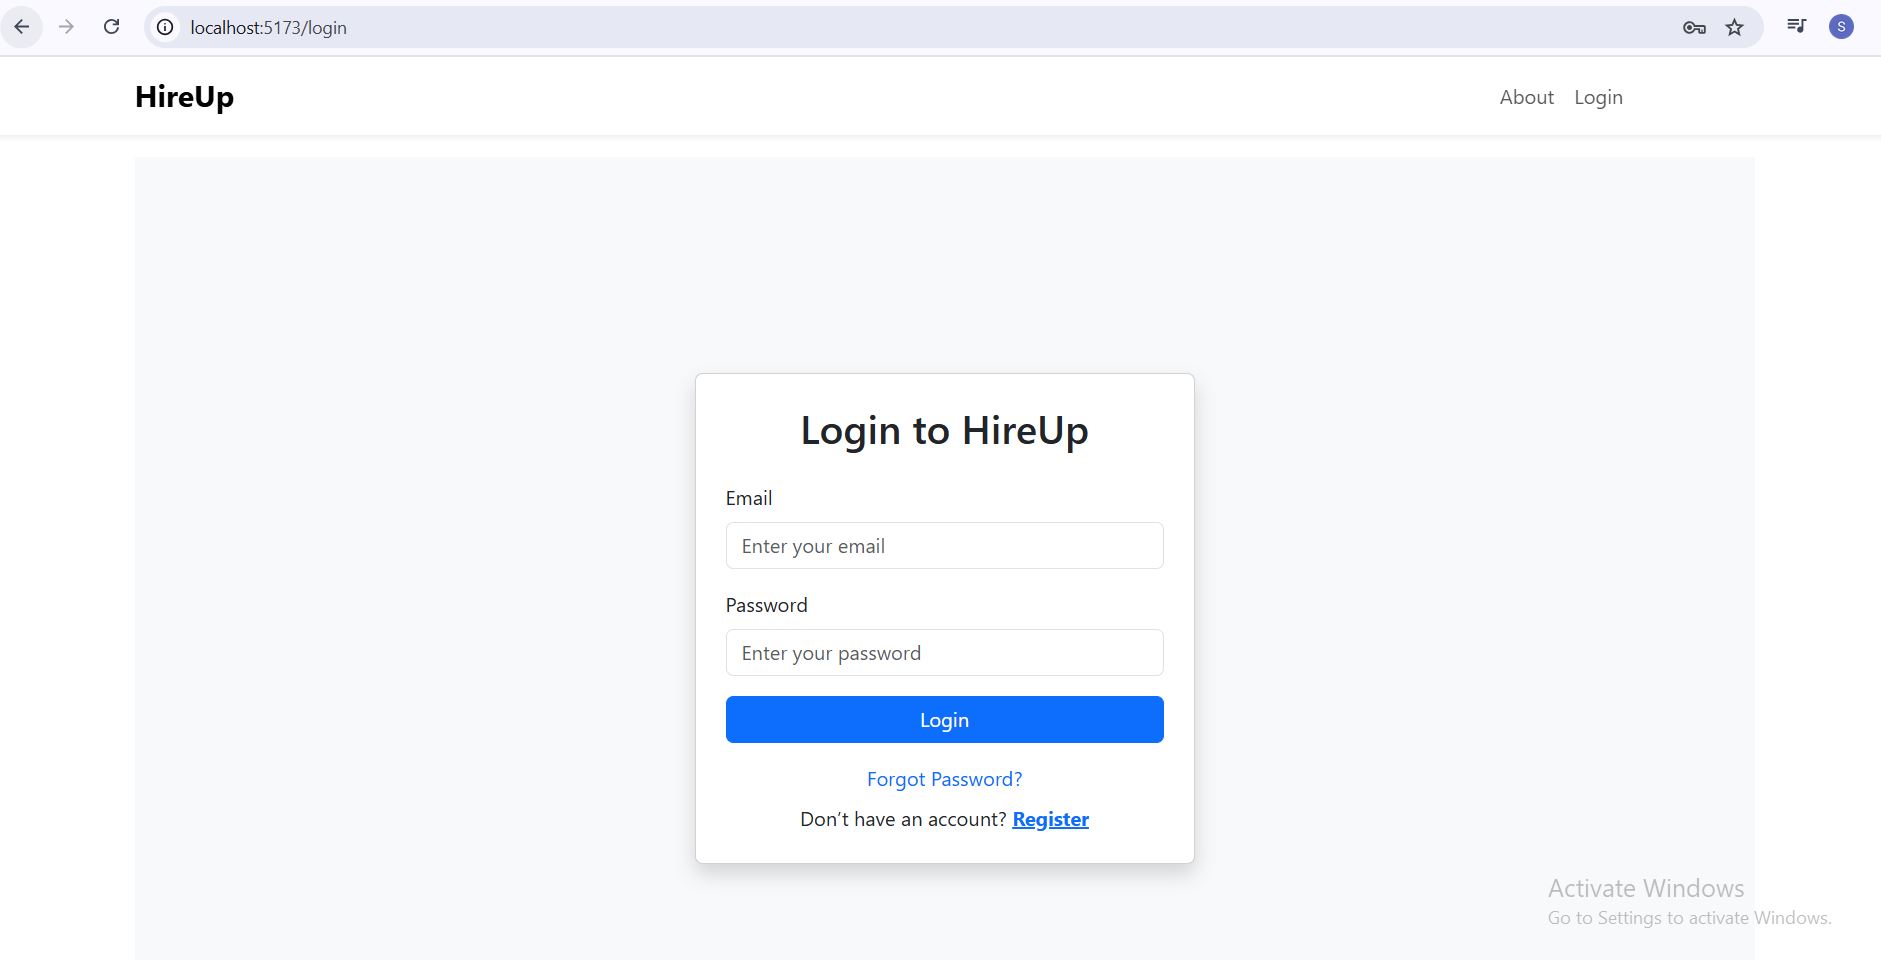 localhost:5173/login
S
HireUp
About Login
Login to HireUp
Email
Enter your email
Password
Enter your password
Login
Forgot Password?
Don’t have an account? Register
Activate Windows
Go to Settings to activate Windows.